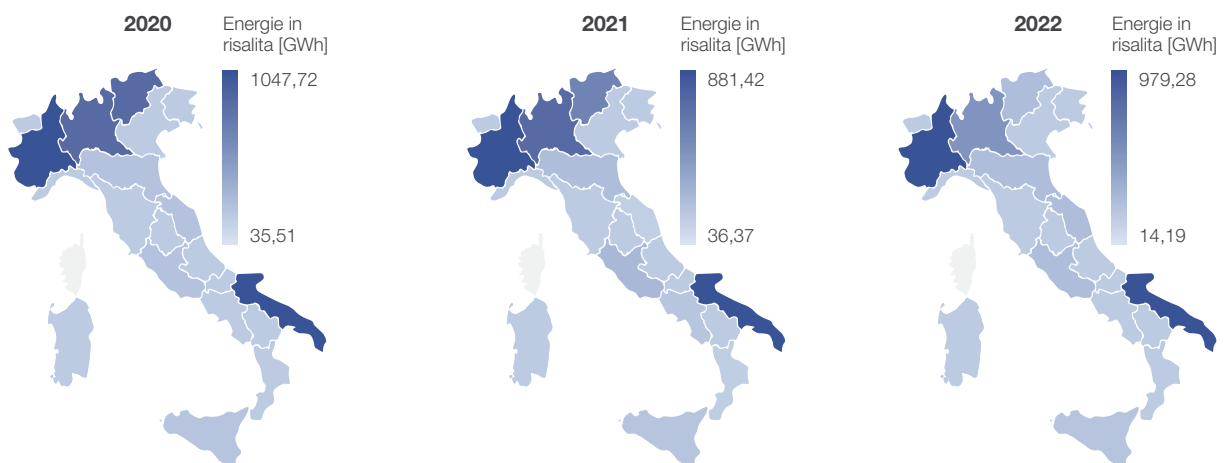 2020
Energie in
risalita [GWh]
1047,72
35,51
2021
Energie in
risalita [GWh]
881,42
36,37
2022
Energie in
risalita [GWh]
979,28
14,19